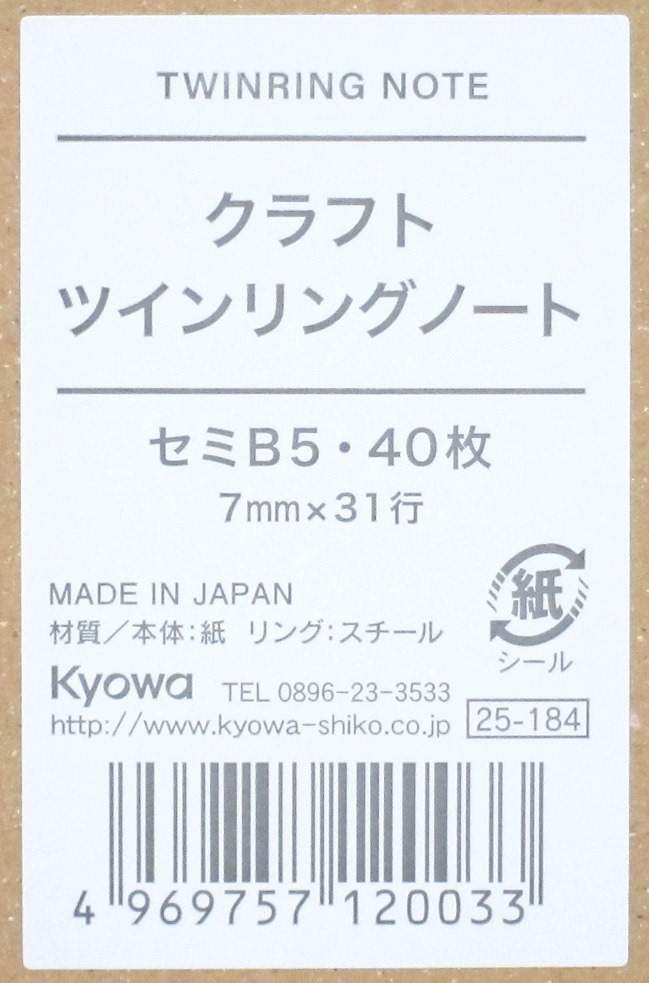 TWINRING NOTE
クラフト
ツインリングノート
セミB5・40枚
7mm×31行
紙
シール
MADE IN JAPAN
材質／本体:紙 リング:スチール
Kyowa TEL 0896-23-3533
http://www.kyowa-shiko.co.jp 25-184
4 969757 120033